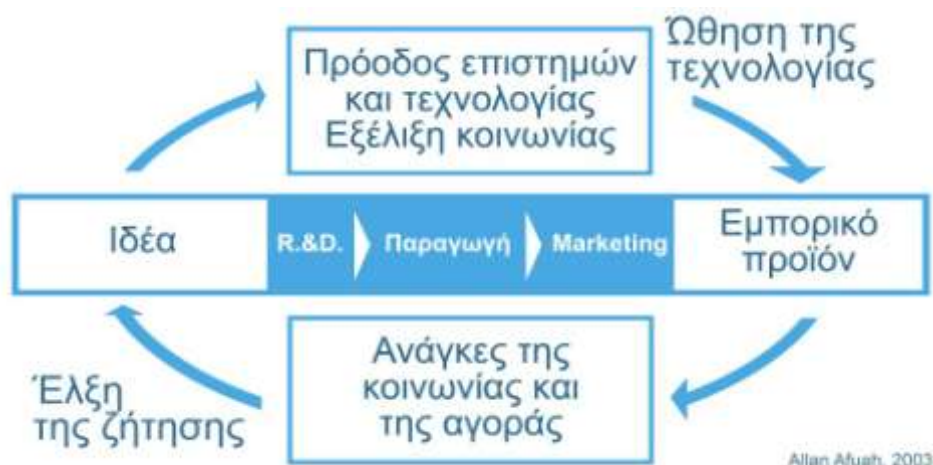 Πρόοδος επιστημών
και τεχνολογίας
Εξέλιξη κοινωνίας
Ώθηση της
τεχνολογίας
Ιδέα
R.&D.
Παραγωγή
Marketing
Εμπορικό
προϊόν
Έλξη
της ζήτησης
Ανάγκες της
κοινωνίας και
της αγοράς
Allan Afuah, 2003